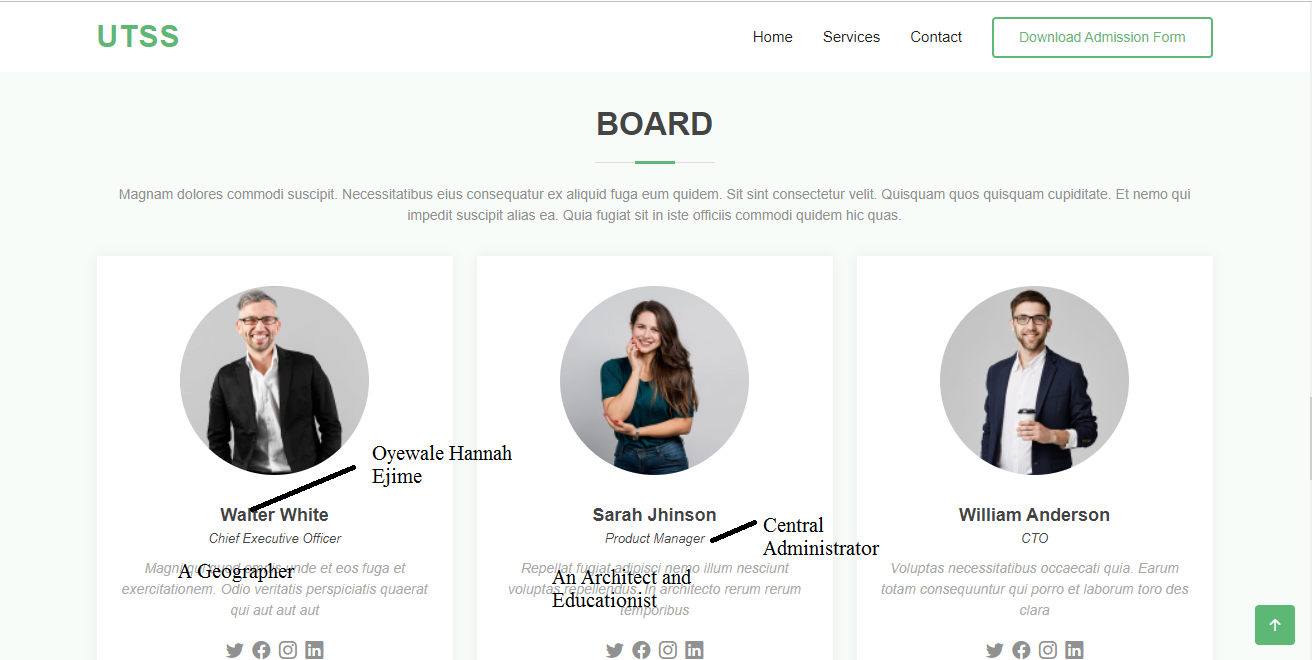 UTSS
Home Services Contact Download Admission Form
BOARD
Magnam dolores commodi suscipit. Necessitatibus eius consequatur ex aliquid fuga eum quidem. Sit sint consectetur velit. Quisquam quos quisquam cupiditate. Et nemo qui
impedit suscipit alias ea. Quia fugiat sit in iste officiis commodi quidem hic quas.
Oyewale Hannah
Ejime
Walter White
Chief Executive Officer
A Geographer
Magni qui quod omnis unde et eos fuga et
exercitationem. Odio veritatis perspiciatis quaerat
qui aut aut aut
Sarah Jhinson
Product Manager
Central
Administrator
An Architect and
Educationist
Repellat fugiat adipisci nemo illum nesciunt
voluptas repellendus. In architecto rerum rerum
temporibus
William Anderson
CTO
Voluptas necessitatibus occaecati quia. Earum
totam consequuntur qui porro et laborum toro des
clara